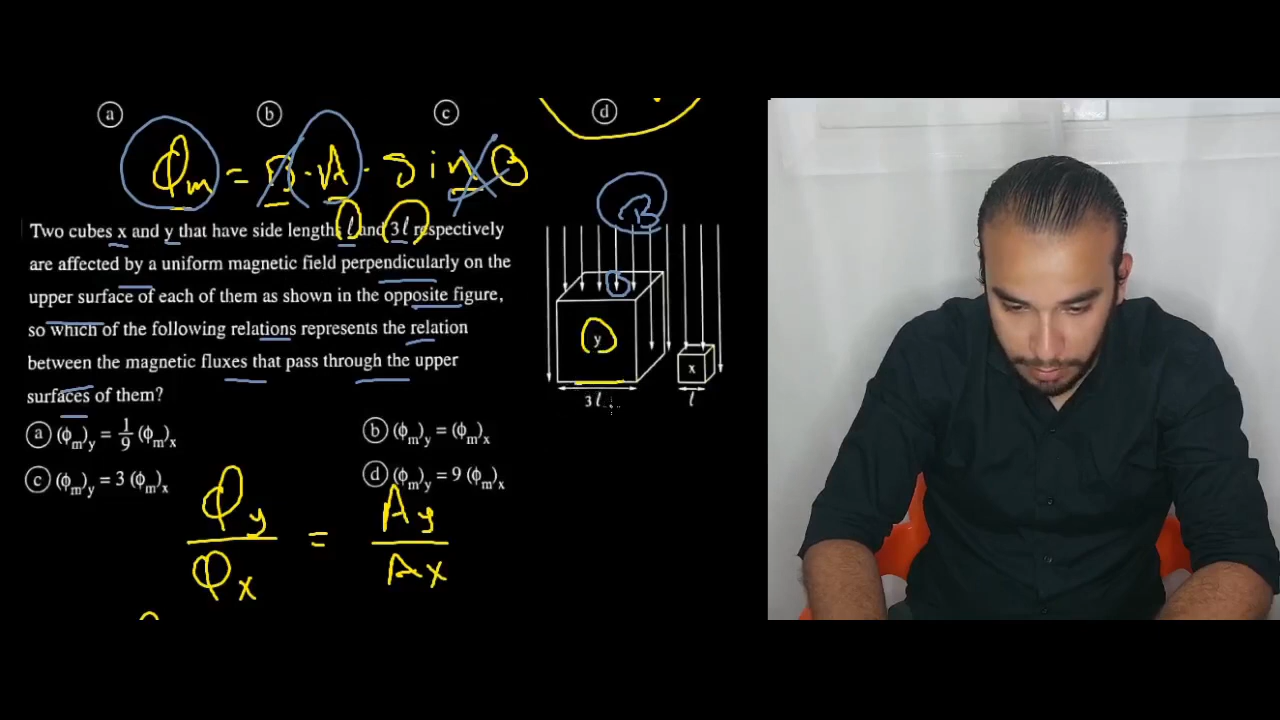 a b c d
Φm = B · A · sin θ
Two cubes x and y that have side lengths l and 3l respectively
are affected by a uniform magnetic field perpendicularly on the
upper surface of each of them as shown in the opposite figure,
so which of the following relations represents the relation
between the magnetic fluxes that pass through the upper
surfaces of them?
B
y
x
3l
l
a (ϕm)y = 1/9 (ϕm)x
b (ϕm)y = (ϕm)x
c (ϕm)y = 3 (ϕm)x
d (ϕm)y = 9 (ϕm)x
Φy / Φx = Ay / Ax